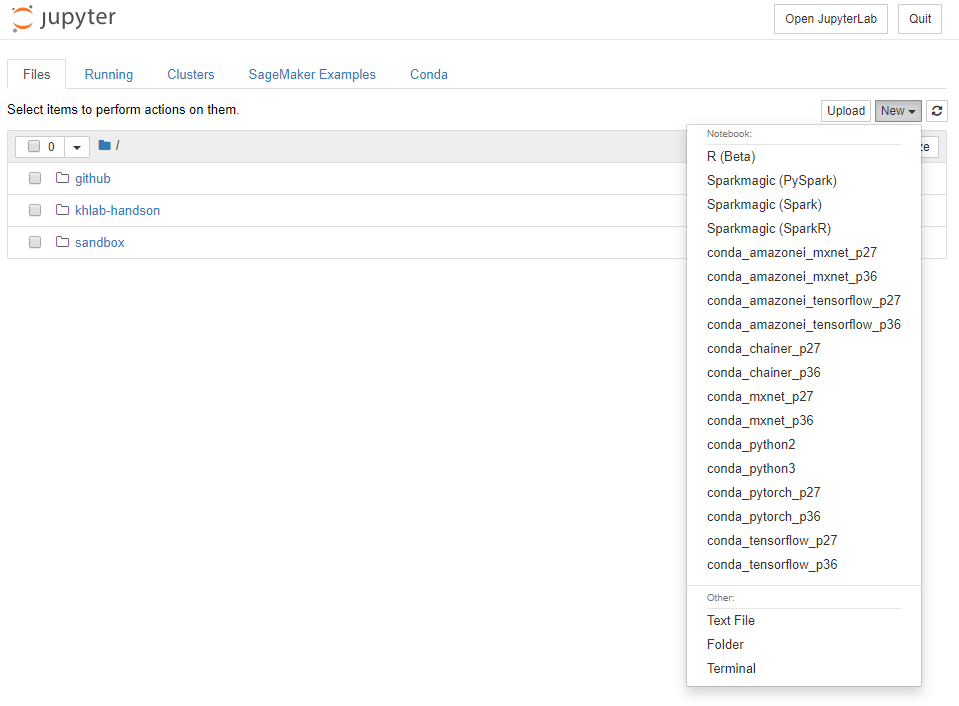 jupyter
Open JupyterLab Quit
Files Running Clusters SageMaker Examples Conda
Select items to perform actions on them.
Upload New
Notebook:
0 /
ze
R (Beta)
github
Sparkmagic (PySpark)
Sparkmagic (Spark)
khlab-handson
Sparkmagic (SparkR)
sandbox
conda_amazonei_mxnet_p27
conda_amazonei_mxnet_p36
conda_amazonei_tensorflow_p27
conda_amazonei_tensorflow_p36
conda_chainer_p27
conda_chainer_p36
conda_mxnet_p27
conda_mxnet_p36
conda_python2
conda_python3
conda_pytorch_p27
conda_pytorch_p36
conda_tensorflow_p27
conda_tensorflow_p36
Other:
Text File
Folder
Terminal